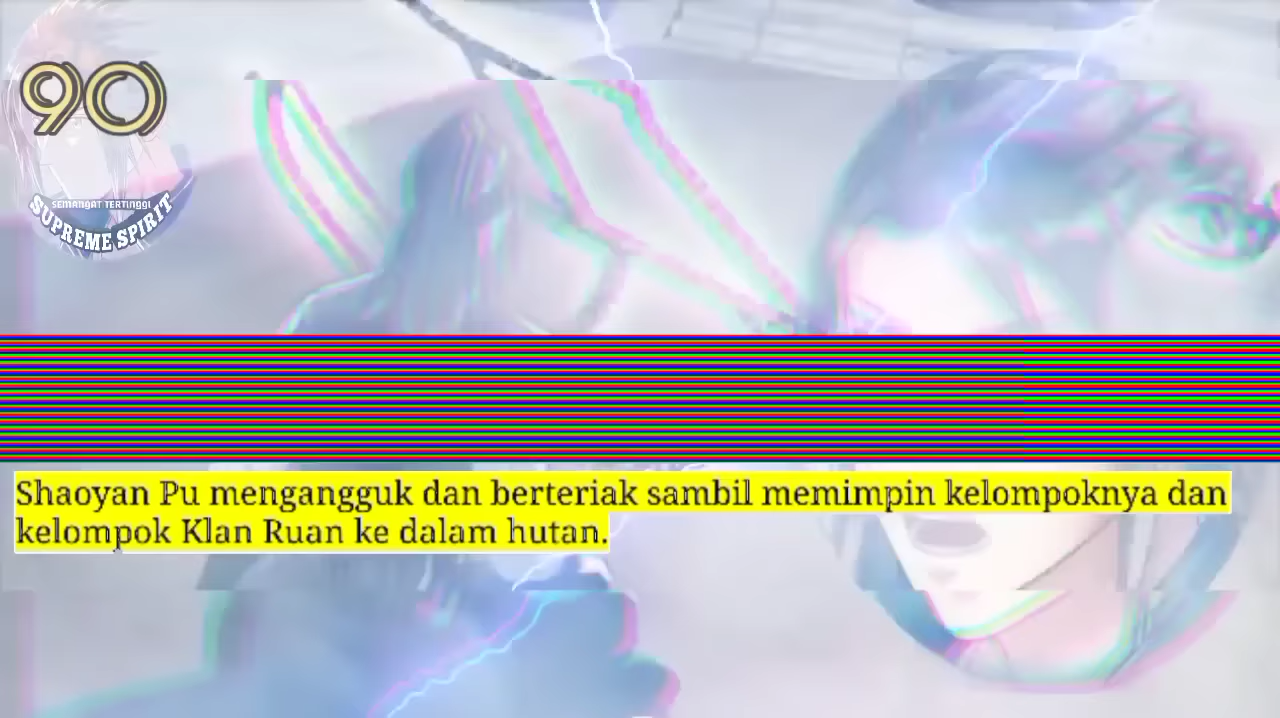 90
SEMANGAT TERTINGGI
SUPREME SPIRIT
Shaoyan Pu mengangguk dan berteriak sambil memimpin kelompoknya dan
kelompok Klan Ruan ke dalam hutan.